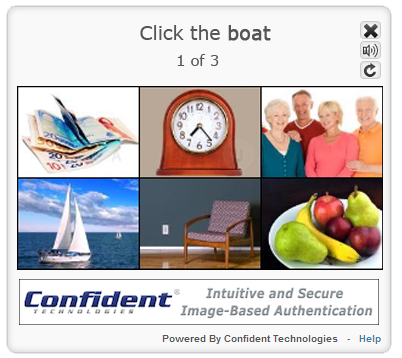 Click the boat
1 of 3
Confident®
TECHNOLOGIES
Intuitive and Secure
Image-Based Authentication
Powered By Confident Technologies - Help